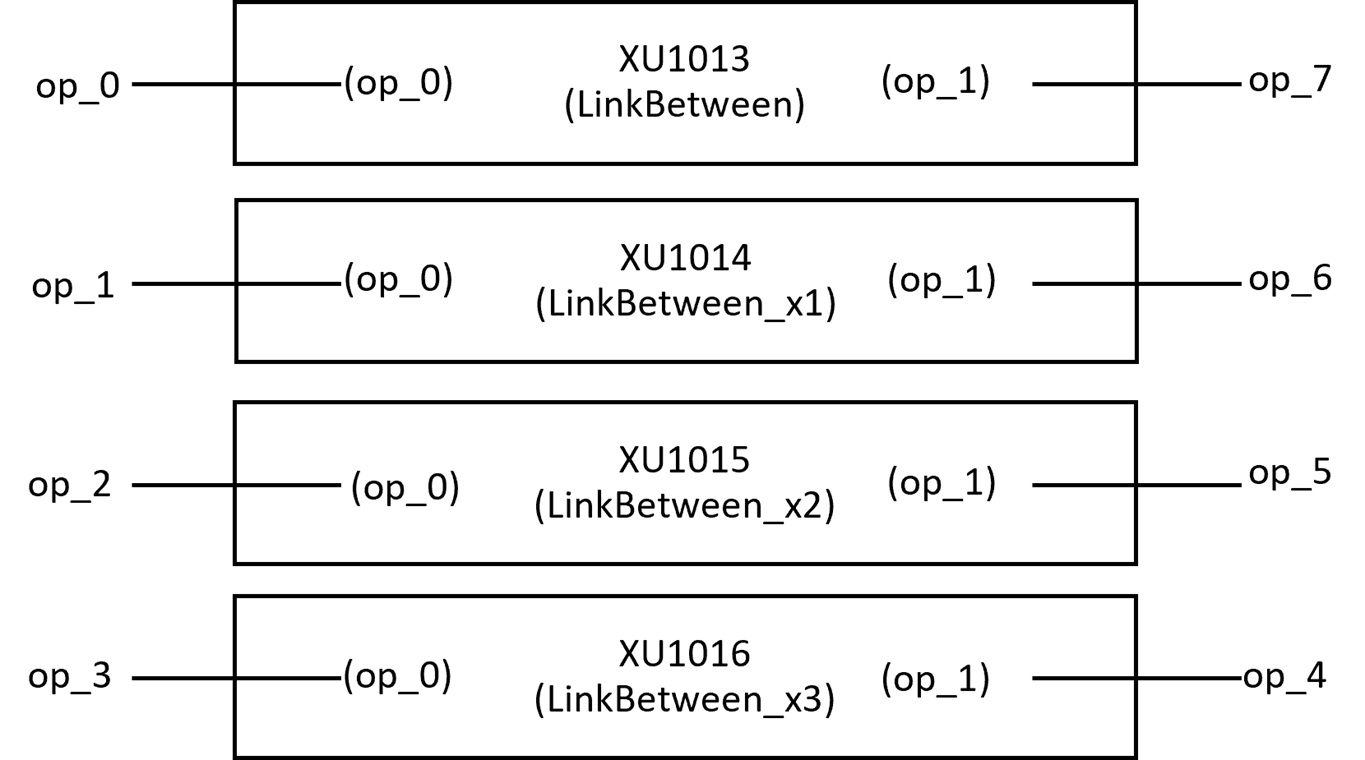 op_0 (op_0) XU1013 (op_1) op_7
(LinkBetween)
op_1 (op_0) XU1014 (op_1) op_6
(LinkBetween_x1)
op_2 (op_0) XU1015 (op_1) op_5
(LinkBetween_x2)
op_3 (op_0) XU1016 (op_1) op_4
(LinkBetween_x3)